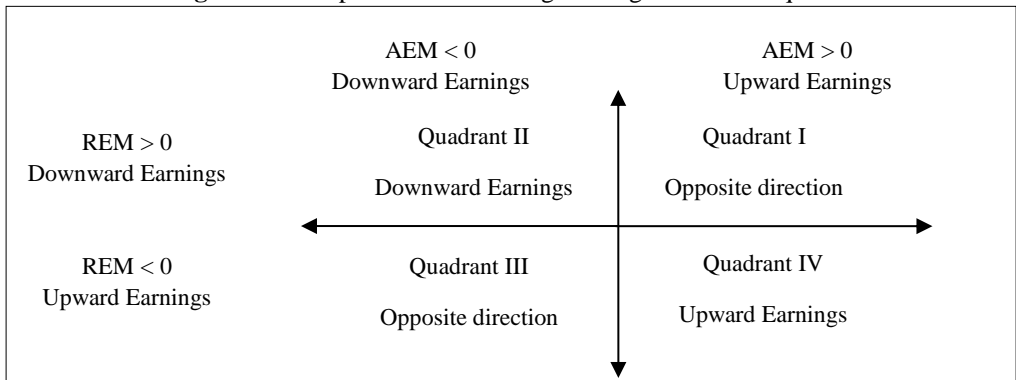 AEM < 0 AEM > 0
Downward Earnings Upward Earnings
REM > 0 Quadrant II Quadrant I
Downward Earnings Downward Earnings Opposite direction
REM < 0 Quadrant III Quadrant IV
Upward Earnings Opposite direction Upward Earnings